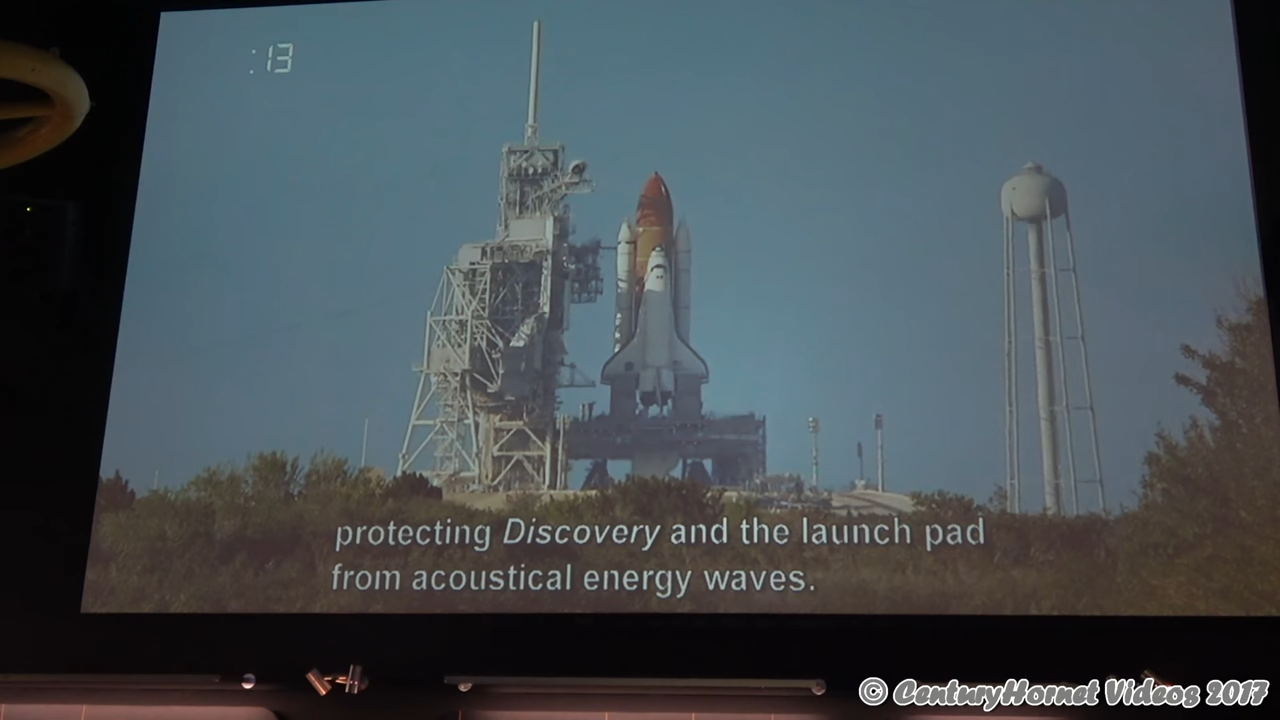 :13
protecting Discovery and the launch pad
from acoustical energy waves.
© CenturyHornet Videos 2017